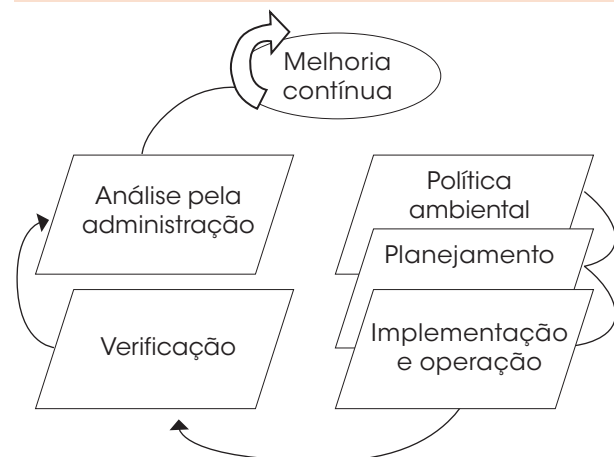 Melhoria
contínua
Análise pela
administração
Política
ambiental
Planejamento
Verificação
Implementação
e operação